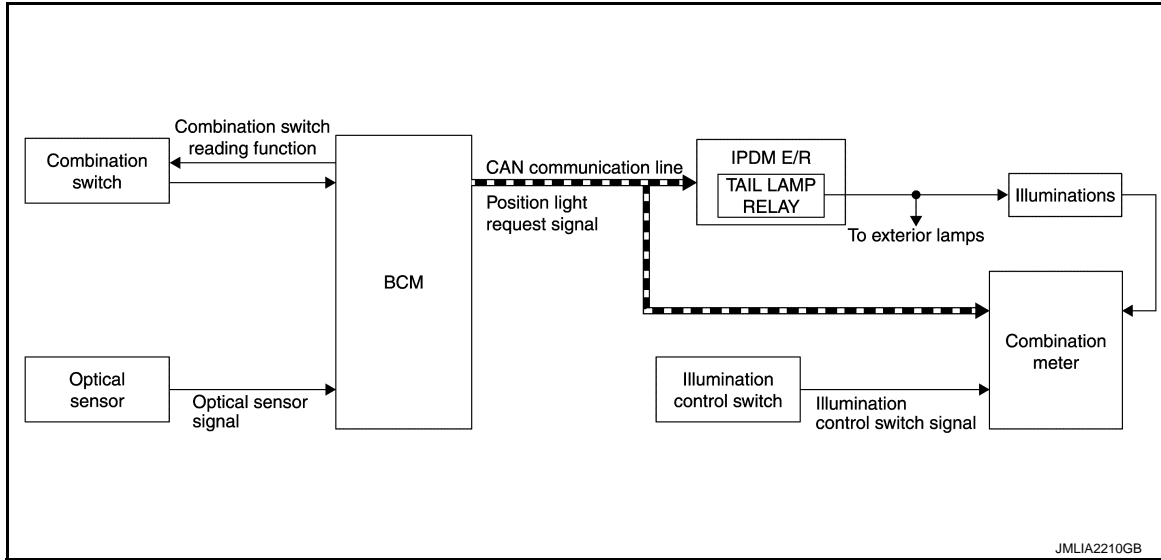 Combination switch
reading function
Combination
switch
BCM
Optical
sensor
Optical sensor
signal
CAN communication line
Position light
request signal
IPDM E/R
TAIL LAMP
RELAY
To exterior lamps
Illuminations
Combination
meter
Illumination
control switch
Illumination
control switch signal
JMLIA2210GB